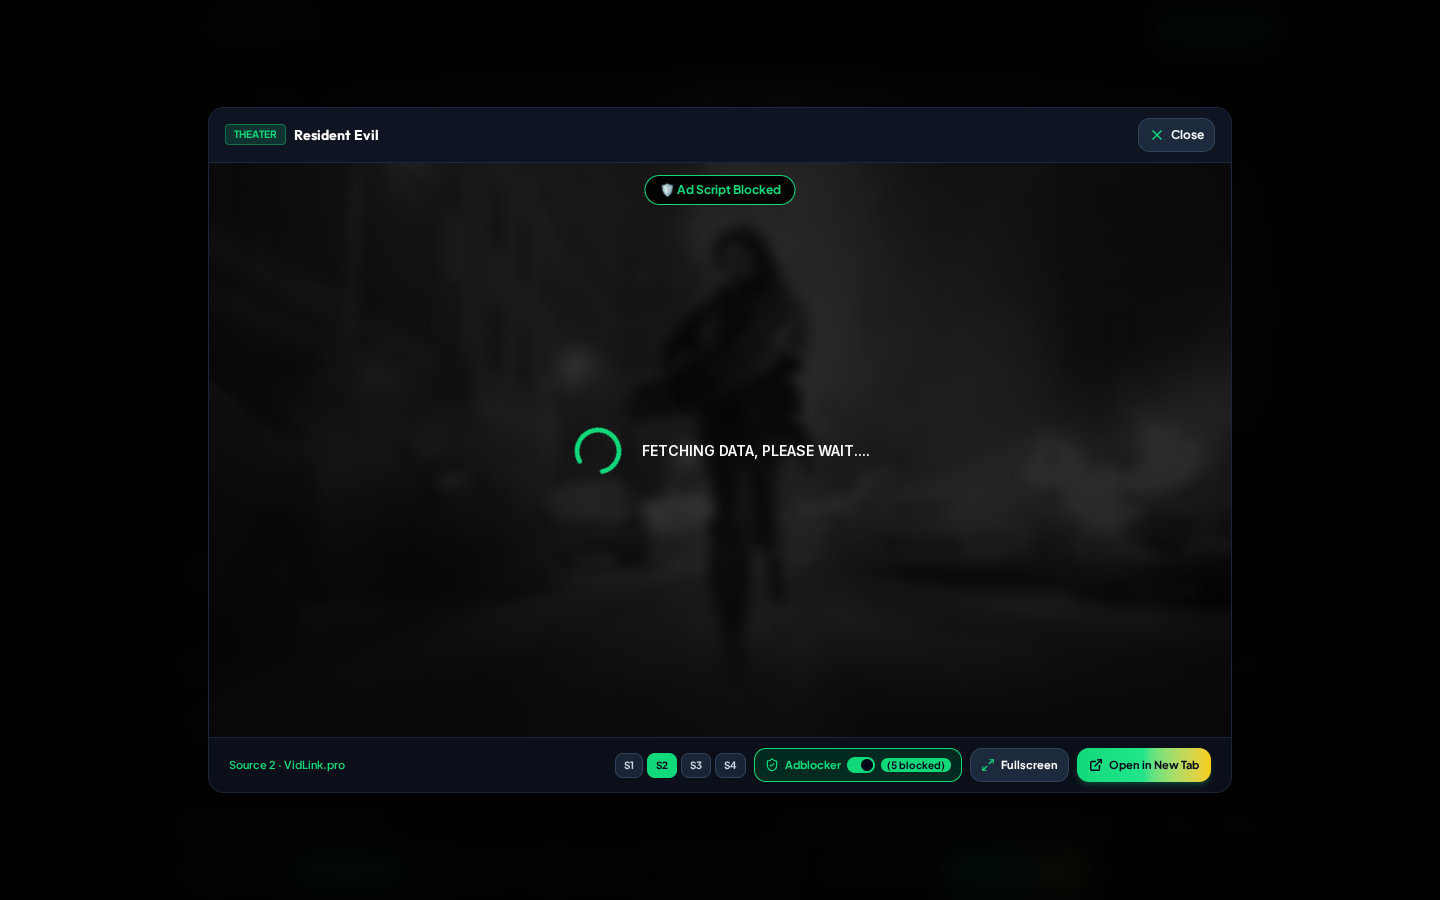 THEATER Resident Evil
Close
Ad Script Blocked
FETCHING DATA, PLEASE WAIT....
Source 2 · VidLink.pro
S1 S2 S3 S4
Adblocker (5 blocked)
Fullscreen
Open in New Tab